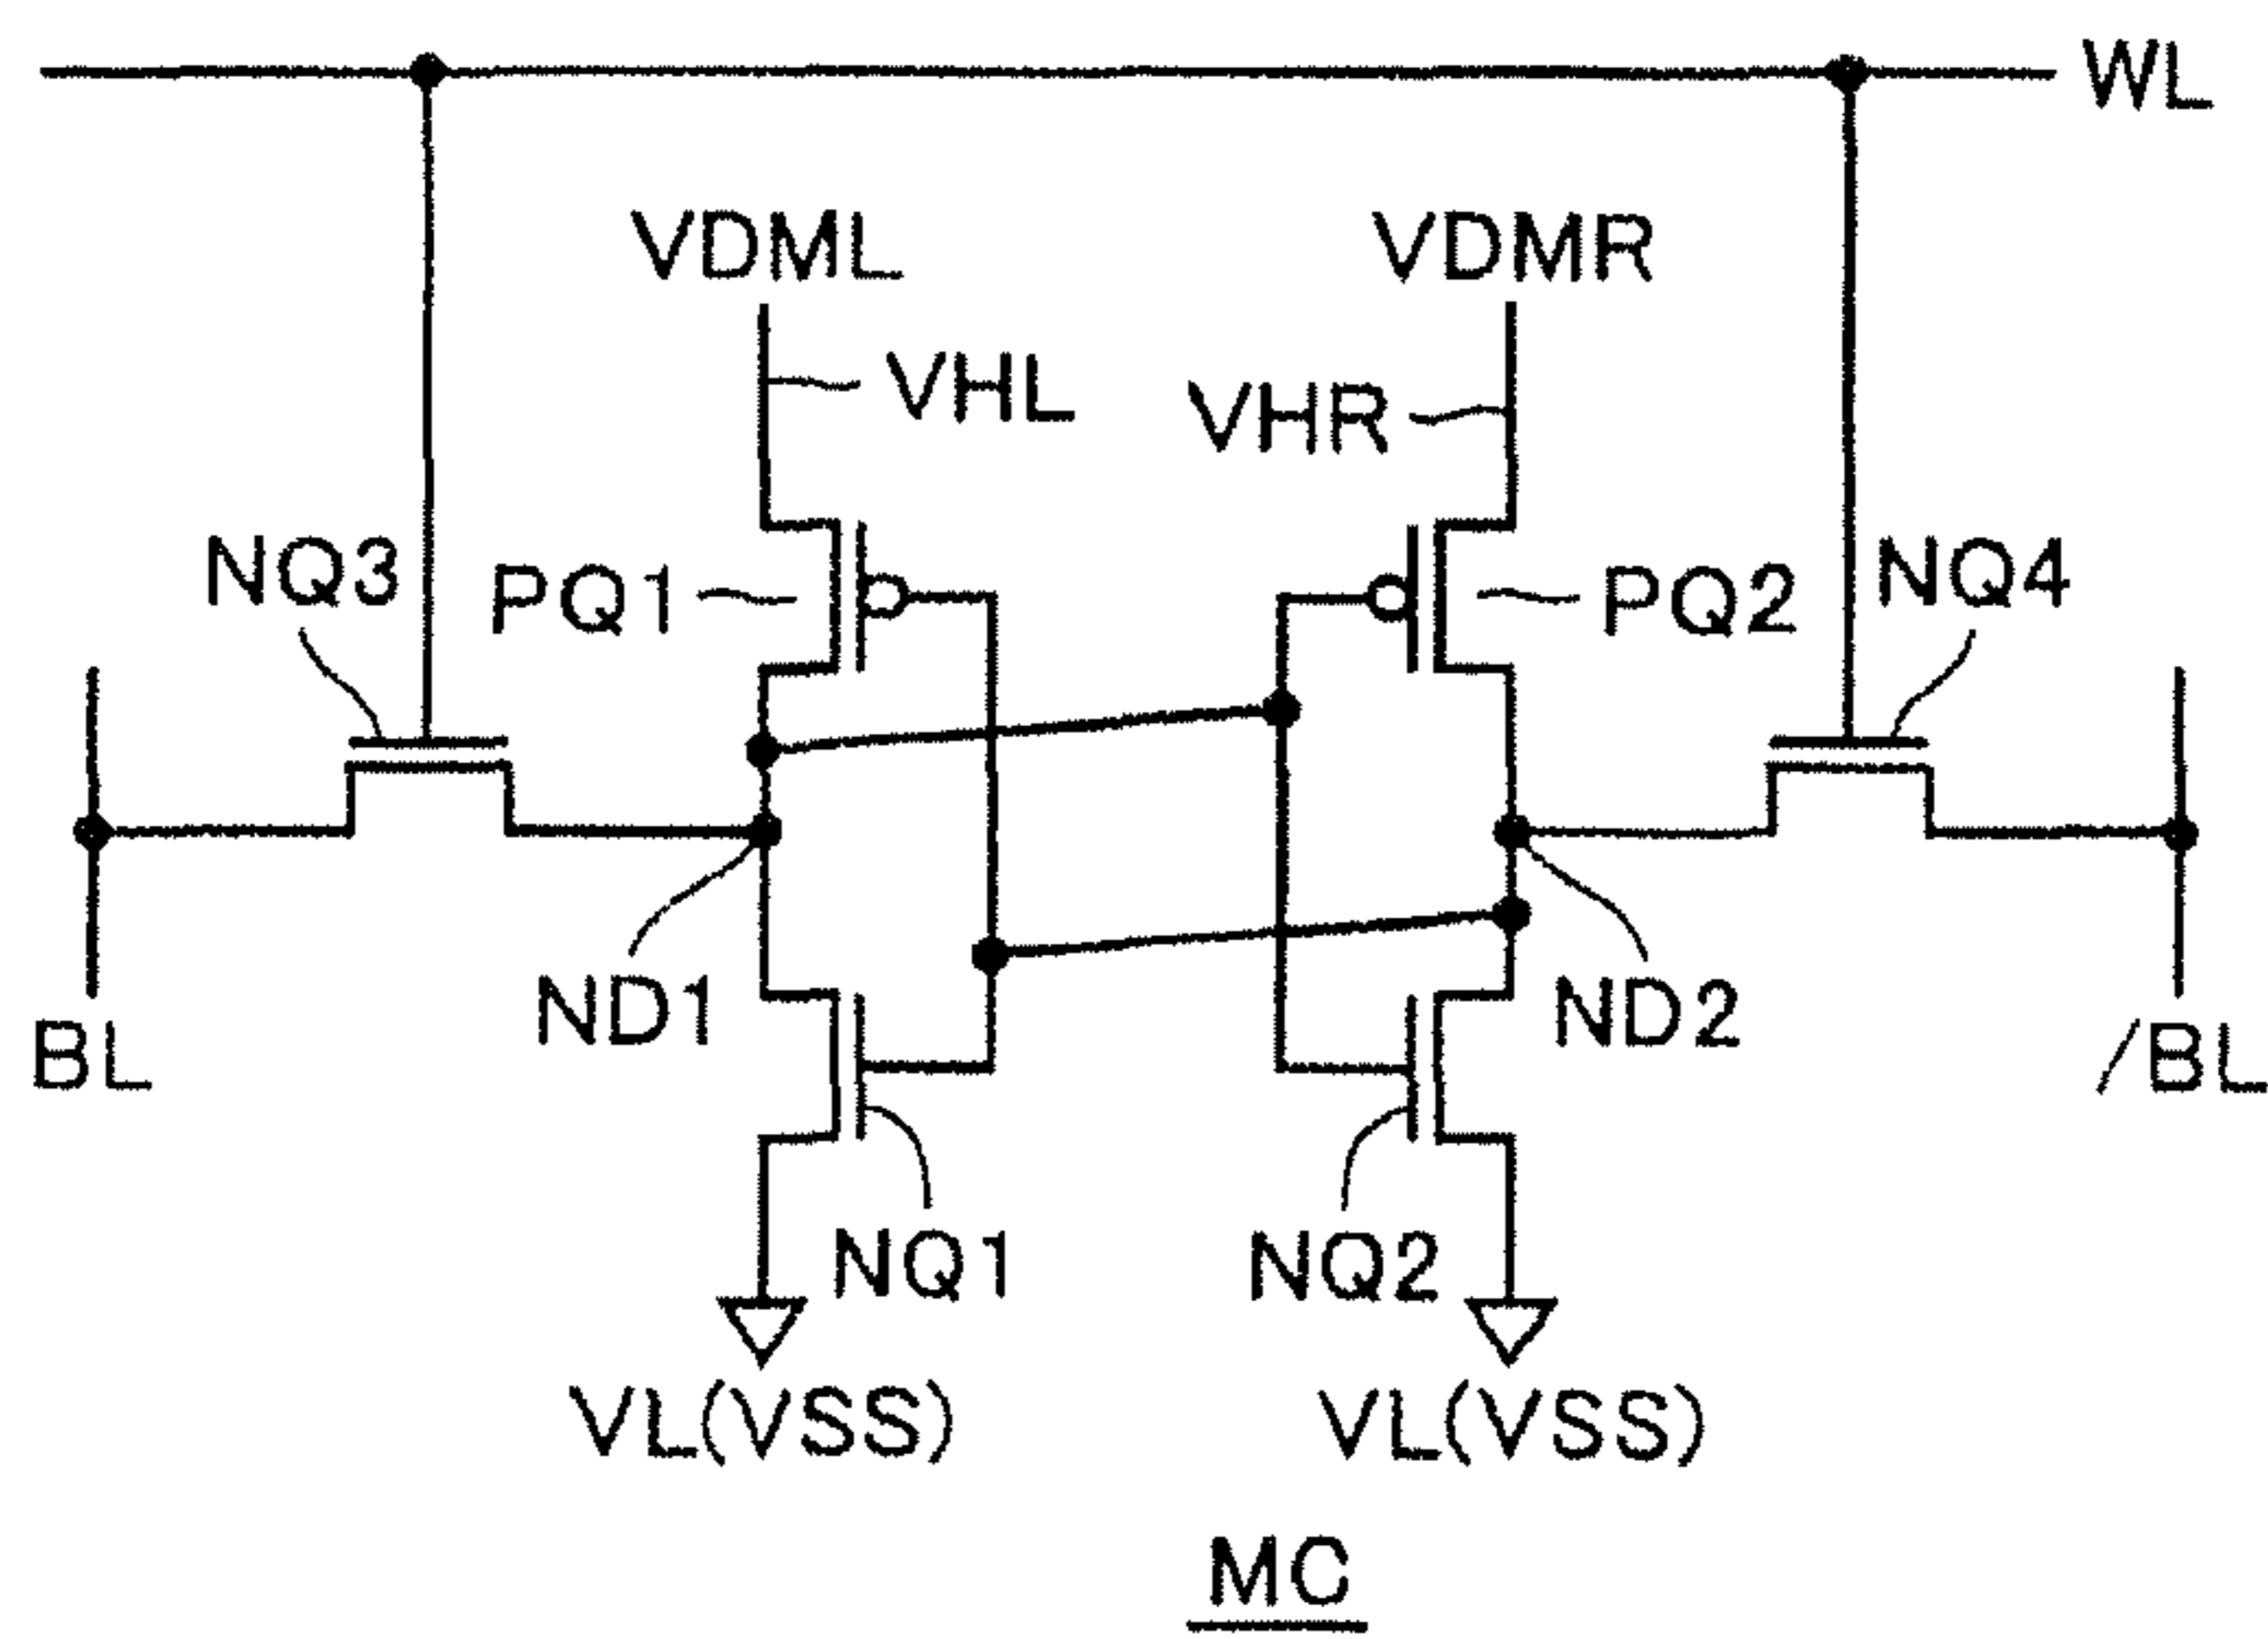 WL
VDML
VDMR
VHL
VHR
NQ3
PQ1
PQ2
NQ4
ND1
ND2
BL
/BL
NQ1
NQ2
VL(VSS)
VL(VSS)
MC